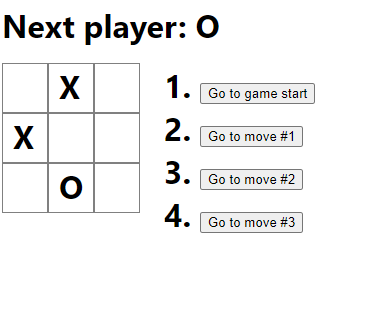 Next player: O
X
X
O
1. Go to game start
2. Go to move #1
3. Go to move #2
4. Go to move #3